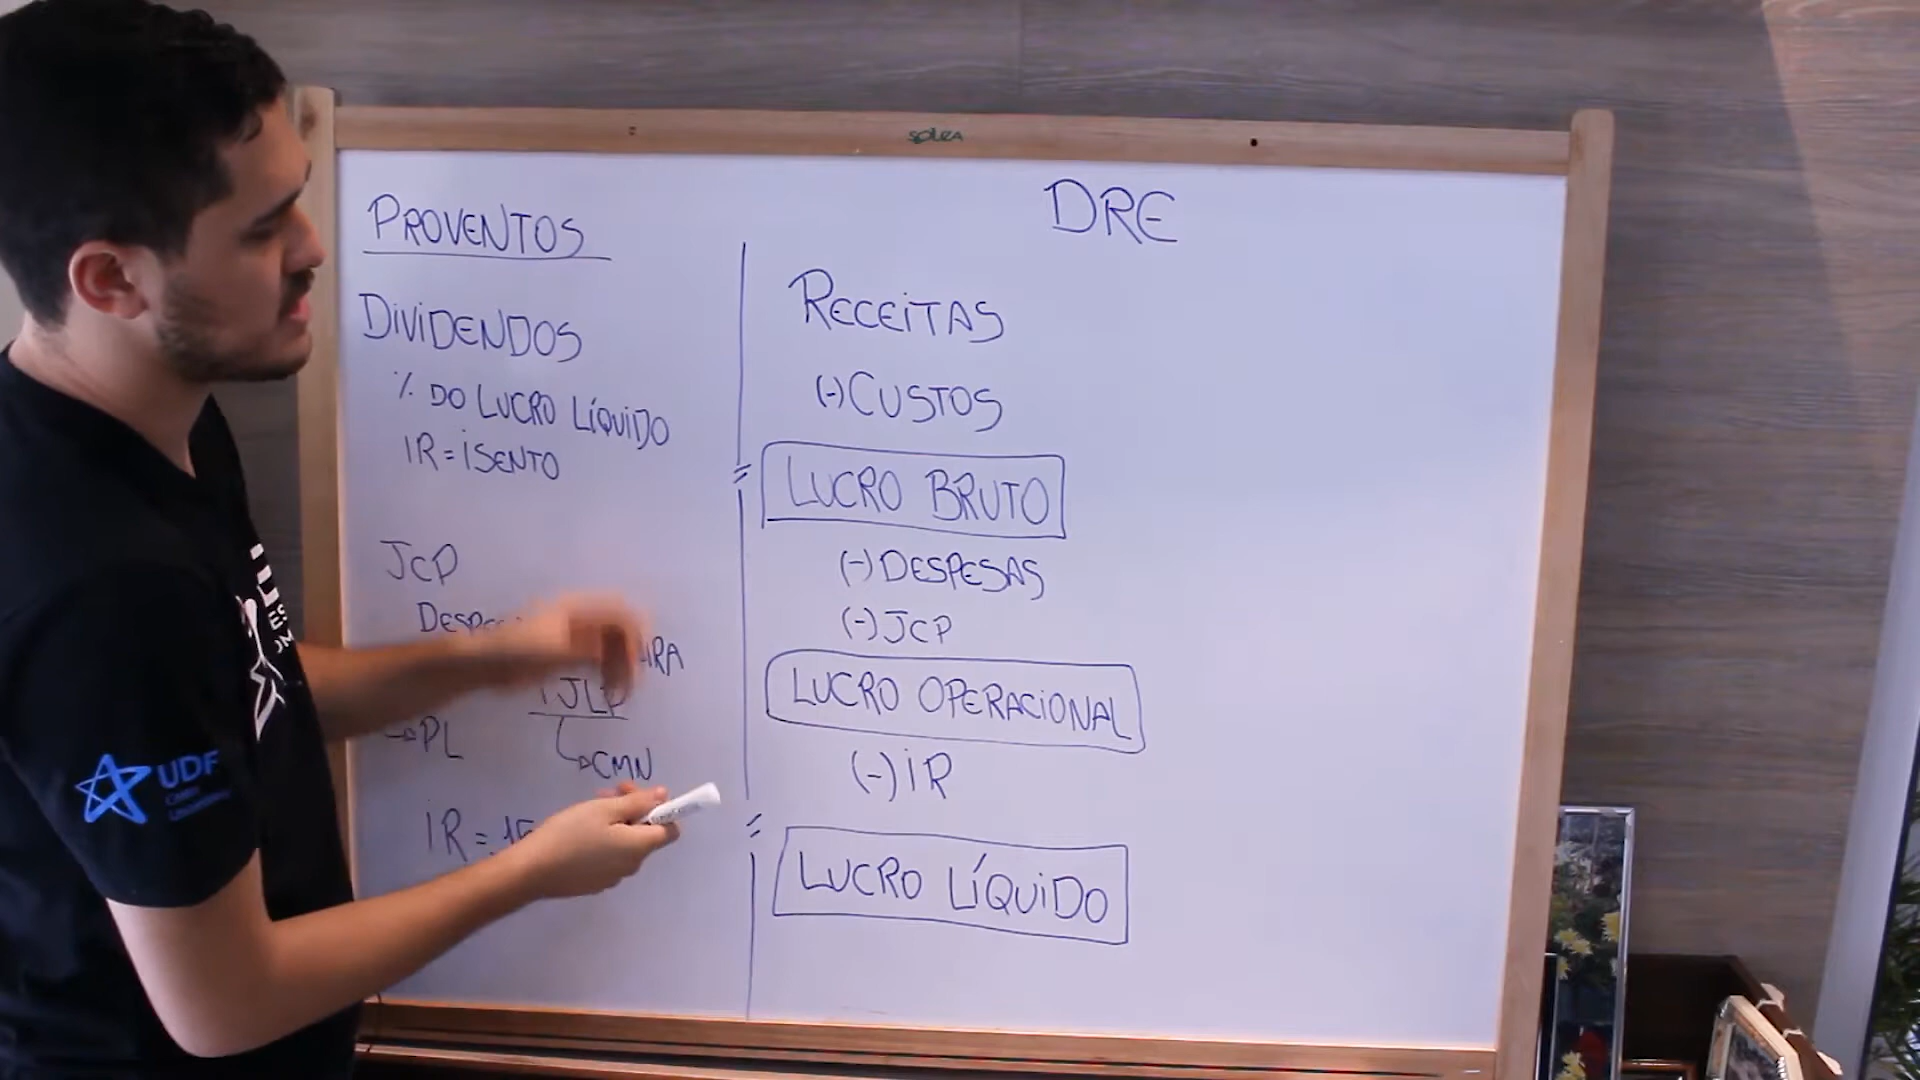 SOUZA
PROVENTOS
DIVIDENDOS
% DO LUCRO LÍQUIDO
IR = ISENTO
JCP
PL
TJLP
CMN
IR =
DRE
RECEITAS
(-) CUSTOS
LUCRO BRUTO
(-) DESPESAS
(-) JCP
LUCRO OPERACIONAL
(-) IR
LUCRO LÍQUIDO
UDF